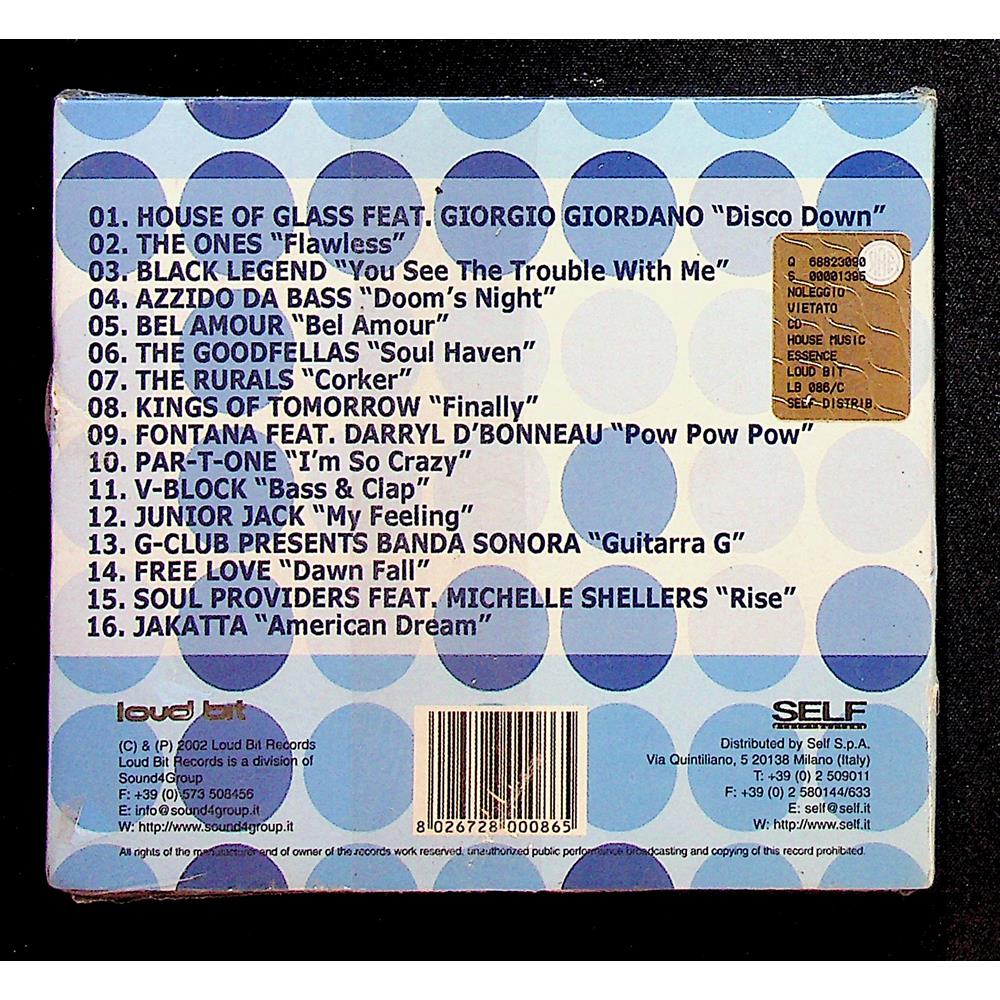 01. HOUSE OF GLASS FEAT. GIORGIO GIORDANO “Disco Down”
02. THE ONES “Flawless”
03. BLACK LEGEND “You See The Trouble With Me”
04. AZZIDO DA BASS “Doom’s Night”
05. BEL AMOUR “Bel Amour”
06. THE GOODFELLAS “Soul Haven”
07. THE RURALS “Corker”
08. KINGS OF TOMORROW “Finally”
09. FONTANA FEAT. DARRYL D’BONNEAU “Pow Pow Pow”
10. PAR-T-ONE “I’m So Crazy”
11. V-BLOCK “Bass & Clap”
12. JUNIOR JACK “My Feeling”
13. G-CLUB PRESENTS BANDA SONORA “Guitarra G”
14. FREE LOVE “Dawn Fall”
15. SOUL PROVIDERS FEAT. MICHELLE SHELLERS “Rise”
16. JAKATTA “American Dream”
Q 68823090
S 00001395
NOLEGGIO
VIETATO
CD
HOUSE MUSIC
ESSENCE
LOUD BIT
LB 086/C
SELF DISTRIB.
loud bit
(C) & (P) 2002 Loud Bit Records
Loud Bit Records is a division of
Sound4Group
F: +39 (0) 573 508456
E: info@sound4group.it
W: http://www.sound4group.it
8 026728 000865
SELF
Distributed by Self S.p.A.
Via Quintiliano, 5 20138 Milano (Italy)
T: +39 (0) 2 509011
F: +39 (0) 2 580144/633
E: self@self.it
W: http://www.self.it
All rights of the manufacturer and of owner of the records work reserved. unauthorized public performance broadcasting and copying of this record prohibited.